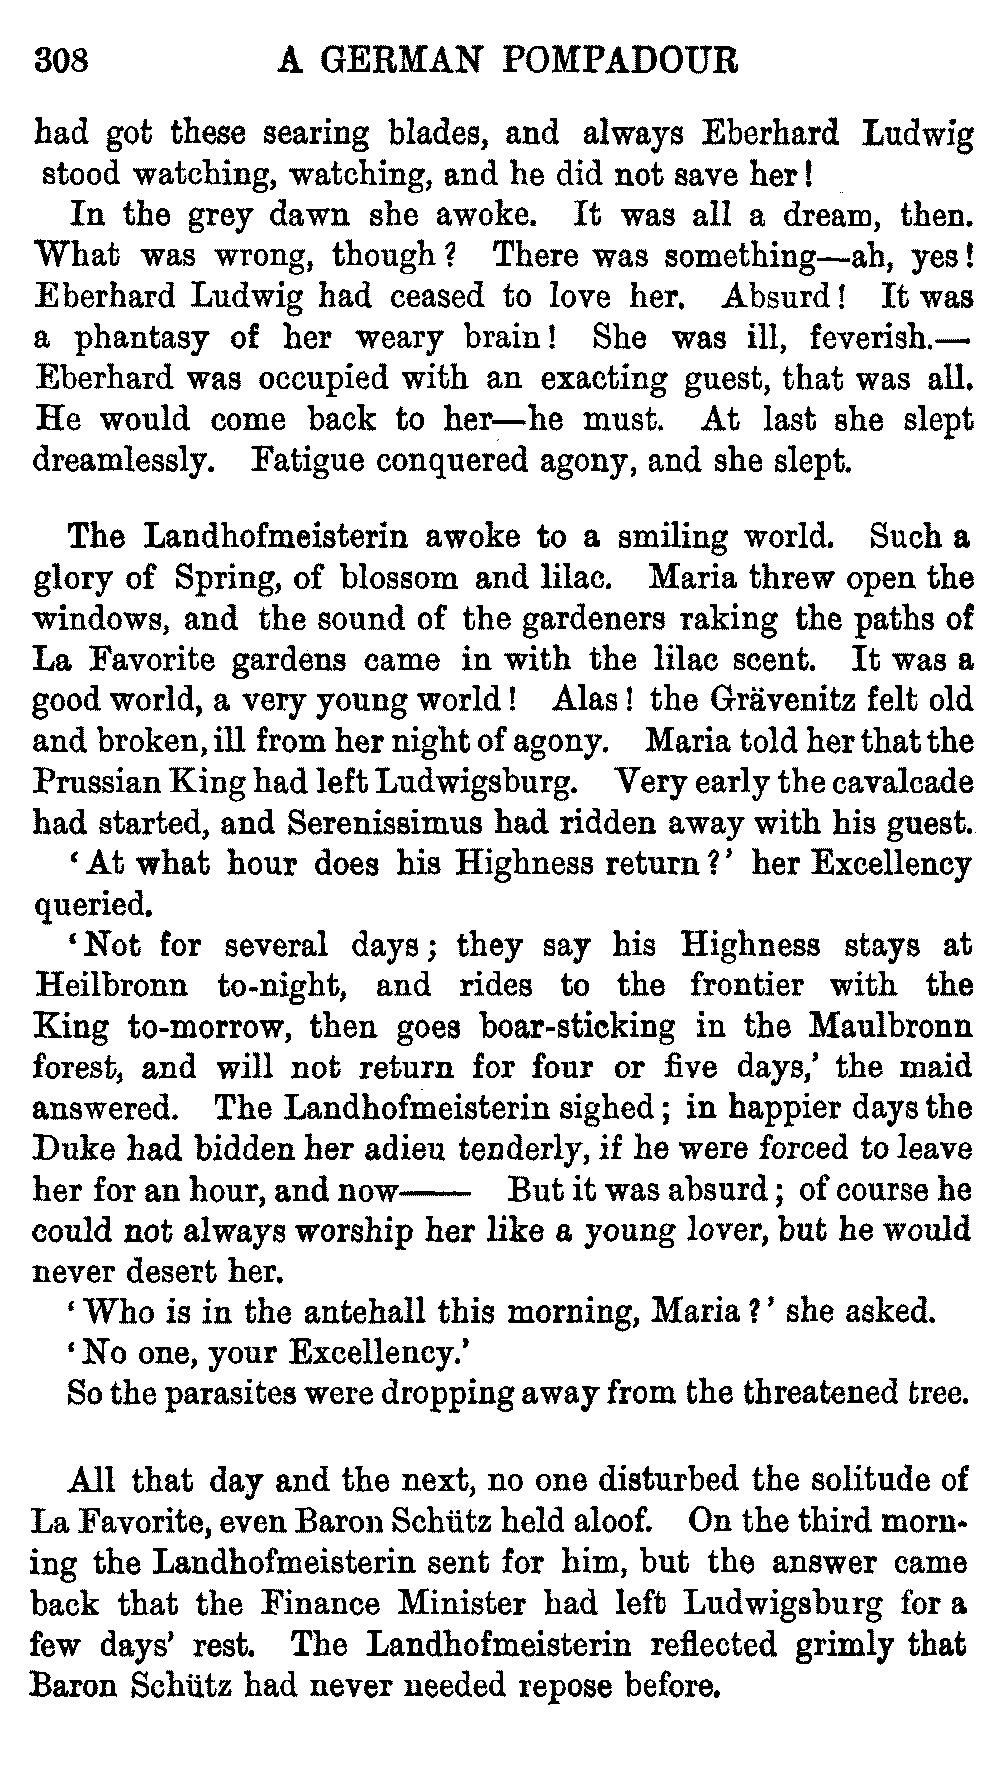 308 A GERMAN POMPADOUR
had got these searing blades, and always Eberhard Ludwig
stood watching, watching, and he did not save her!
In the grey dawn she awoke. It was all a dream, then.
What was wrong, though? There was something—ah, yes!
Eberhard Ludwig had ceased to love her. Absurd! It was
a phantasy of her weary brain! She was ill, feverish.—
Eberhard was occupied with an exacting guest, that was all.
He would come back to her—he must. At last she slept
dreamlessly. Fatigue conquered agony, and she slept.
The Landhofmeisterin awoke to a smiling world. Such a
glory of Spring, of blossom and lilac. Maria threw open the
windows, and the sound of the gardeners raking the paths of
La Favorite gardens came in with the lilac scent. It was a
good world, a very young world! Alas! the Grävenitz felt old
and broken, ill from her night of agony. Maria told her that the
Prussian King had left Ludwigsburg. Very early the cavalcade
had started, and Serenissimus had ridden away with his guest.
'At what hour does his Highness return?' her Excellency
queried.
'Not for several days; they say his Highness stays at
Heilbronn to-night, and rides to the frontier with the
King to-morrow, then goes boar-sticking in the Maulbronn
forest, and will not return for four or five days,' the maid
answered. The Landhofmeisterin sighed; in happier days the
Duke had bidden her adieu tenderly, if he were forced to leave
her for an hour, and now—— But it was absurd; of course he
could not always worship her like a young lover, but he would
never desert her.
'Who is in the antehall this morning, Maria?' she asked.
'No one, your Excellency.'
So the parasites were dropping away from the threatened tree.
All that day and the next, no one disturbed the solitude of
La Favorite, even Baron Schütz held aloof. On the third morn-
ing the Landhofmeisterin sent for him, but the answer came
back that the Finance Minister had left Ludwigsburg for a
few days' rest. The Landhofmeisterin reflected grimly that
Baron Schütz had never needed repose before.